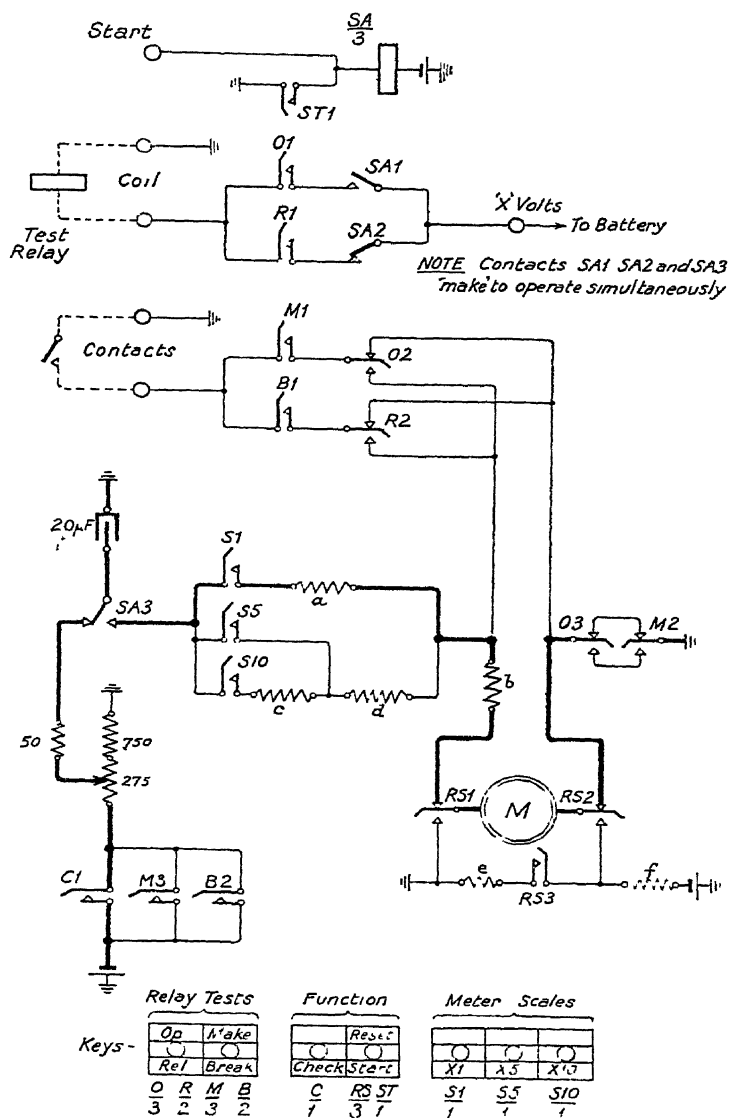 Start
SA
3
ST1
O1
SA1
Coil
'X' Volts
R1
To Battery
Test
Relay
SA2
NOTE Contacts SA1 SA2 and SA3
'make' to operate simultaneously
M1
O2
Contacts
B1
R2
20μF
S1
SA3
a
S5
O3
M2
S10
b
c
d
50
750
275
RS1
M
RS2
C1
M3
B2
e
f
RS3
Relay Tests
Function
Meter Scales
Keys -
Op
Make
Reset
Rel
Break
Check
Start
X1
X5
X10
O
3
R
2
M
3
B
2
C
1
RS
3
ST
1
S1
1
S5
1
S10
1